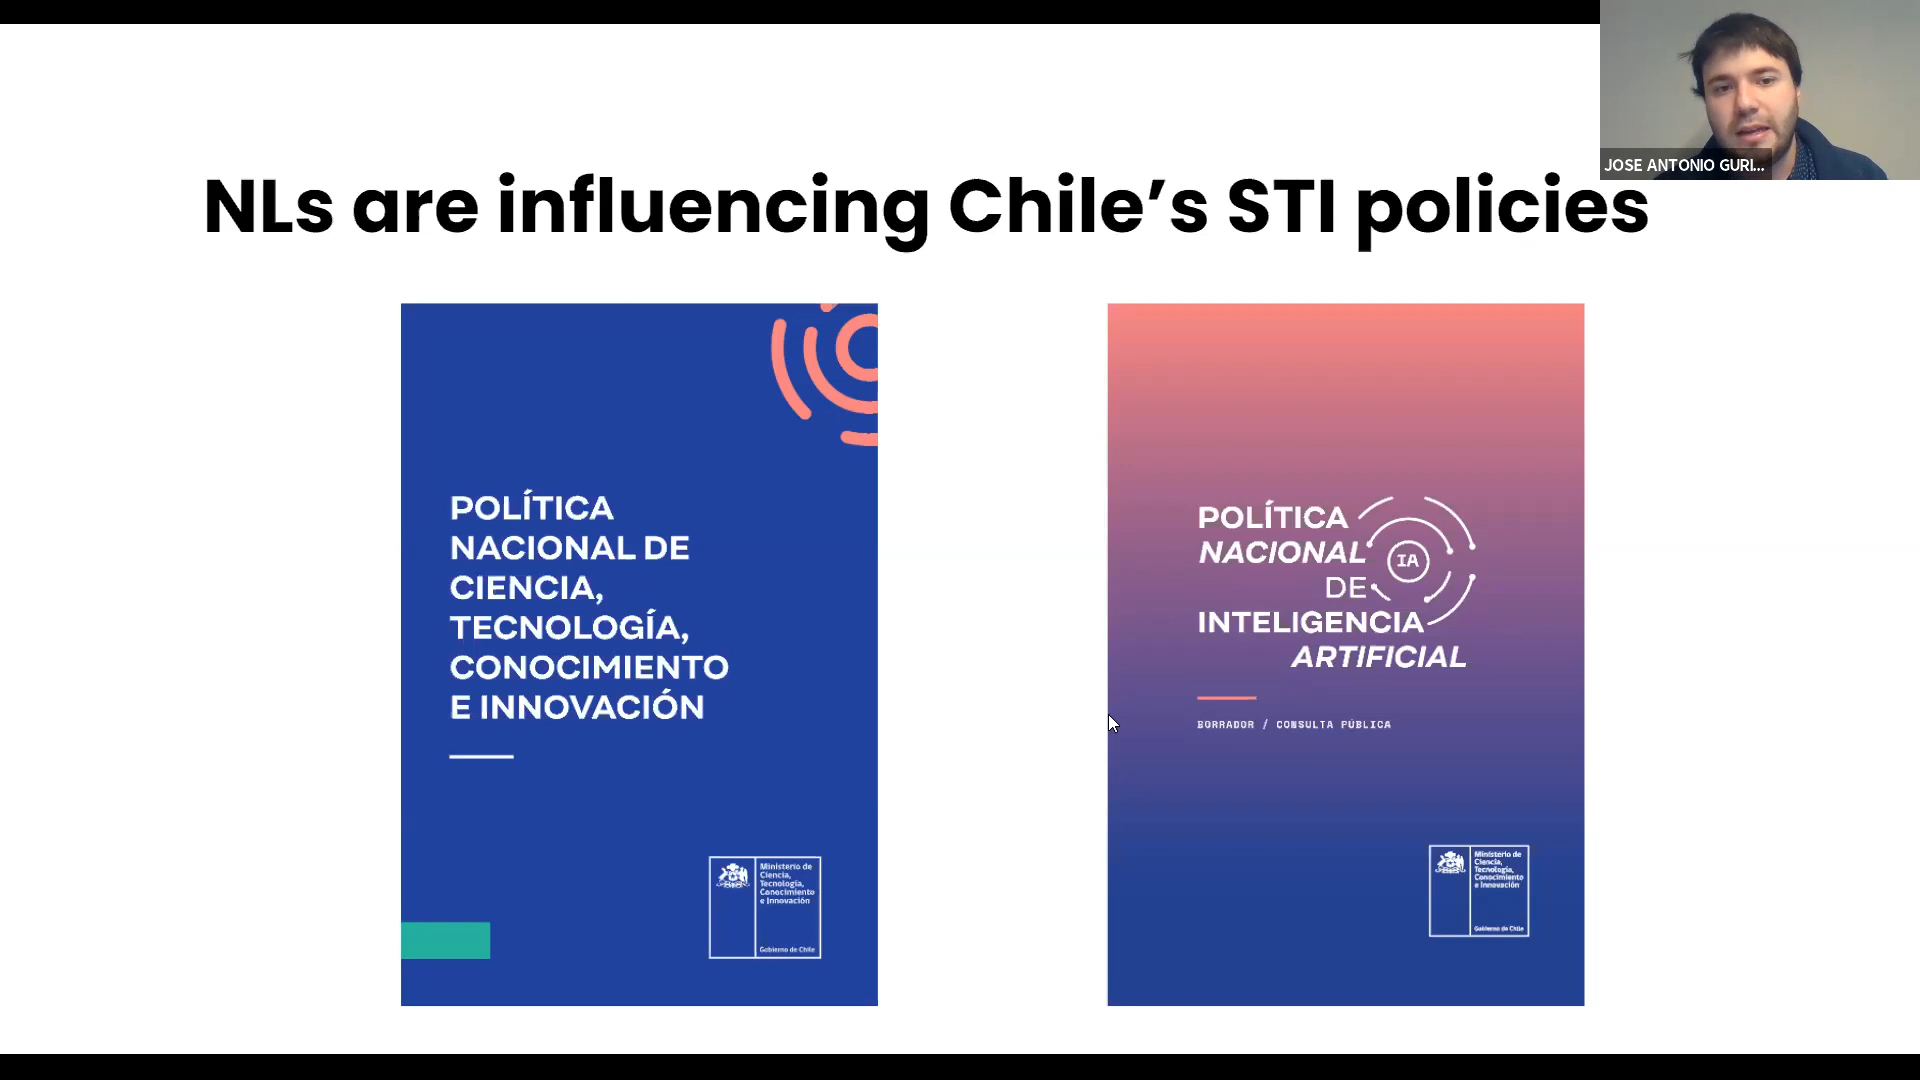 JOSE ANTONIO GURI...
NLs are influencing Chile’s STI policies
POLÍTICA
NACIONAL DE
CIENCIA,
TECNOLOGÍA,
CONOCIMIENTO
E INNOVACIÓN
Ministerio de
Ciencia,
Tecnología,
Conocimiento
e Innovación
Gobierno de Chile
POLÍTICA
NACIONAL
IA
DE
INTELIGENCIA
ARTIFICIAL
BORRADOR / CONSULTA PÚBLICA
Ministerio de
Ciencia,
Tecnología,
Conocimiento
e Innovación
Gobierno de Chile